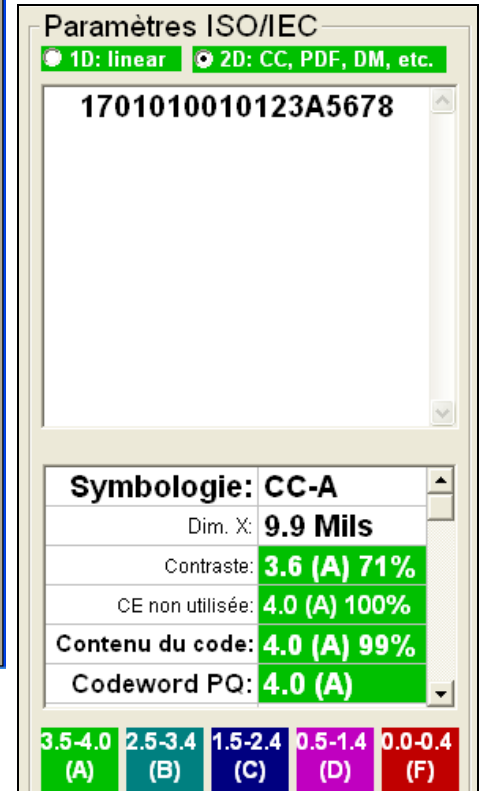 Paramètres ISO/IEC
1D: linear 2D: CC, PDF, DM, etc.
1701010010123A5678
Symbologie: CC-A
Dim. X: 9.9 Mils
Contraste: 3.6 (A) 71%
CE non utilisée: 4.0 (A) 100%
Contenu du code: 4.0 (A) 99%
Codeword PQ: 4.0 (A)
3.5-4.0 2.5-3.4 1.5-2.4 0.5-1.4 0.0-0.4
(A) (B) (C) (D) (F)